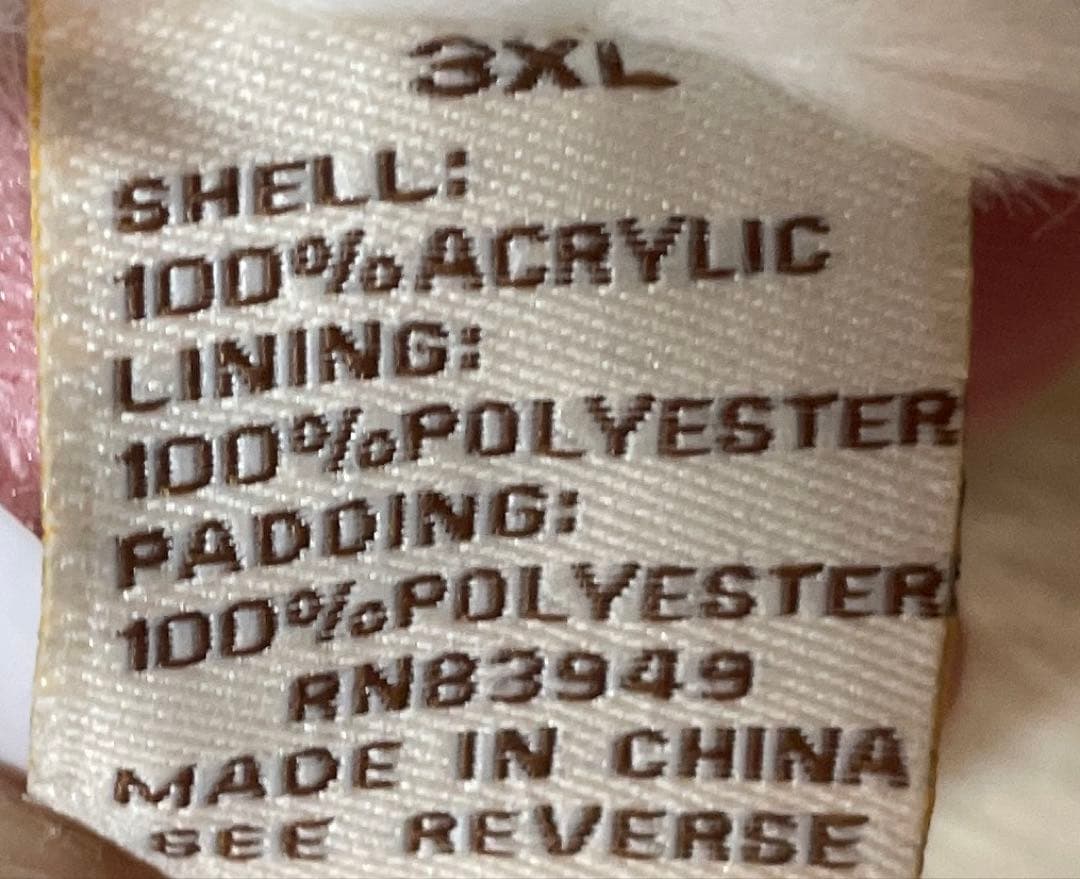 3XL
SHELL:
100%ACRYLIC
LINING:
100%POLYESTER
PADDING:
100%POLYESTER
RN83949
MADE IN CHINA
SEE REVERSE